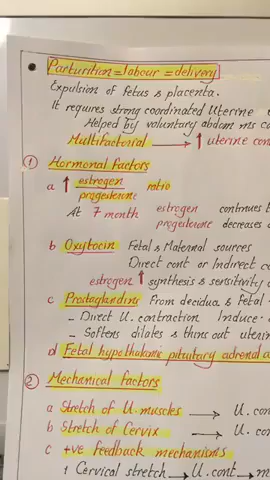 • Parturition = labour = delivery
Expulsion of fetus & placenta.
It requires strong coordinated Uterine
Helped by voluntary abdom ms
Multifactorial → ↑ uterine con
① Hormonal factors
a ↑ estrogen ratio
progesterone
At 7 month estrogen continues
progesterone decreases
b Oxytocin Fetal & Maternal sources
Direct cont or Indirect
estrogen ↑ synthesis & sensitivity
c Prostaglandins From decidua & Fetal
- Direct U. contraction Induce
- Softens dilates & thins out
d) Fetal hypothalamic pituitary adrenal
② Mechanical factors
a Stretch of U. muscles → U. con
b Stretch of Cervix → U. con
c +ve feedback mechanisms
1 Cervical stretch → U. cont →